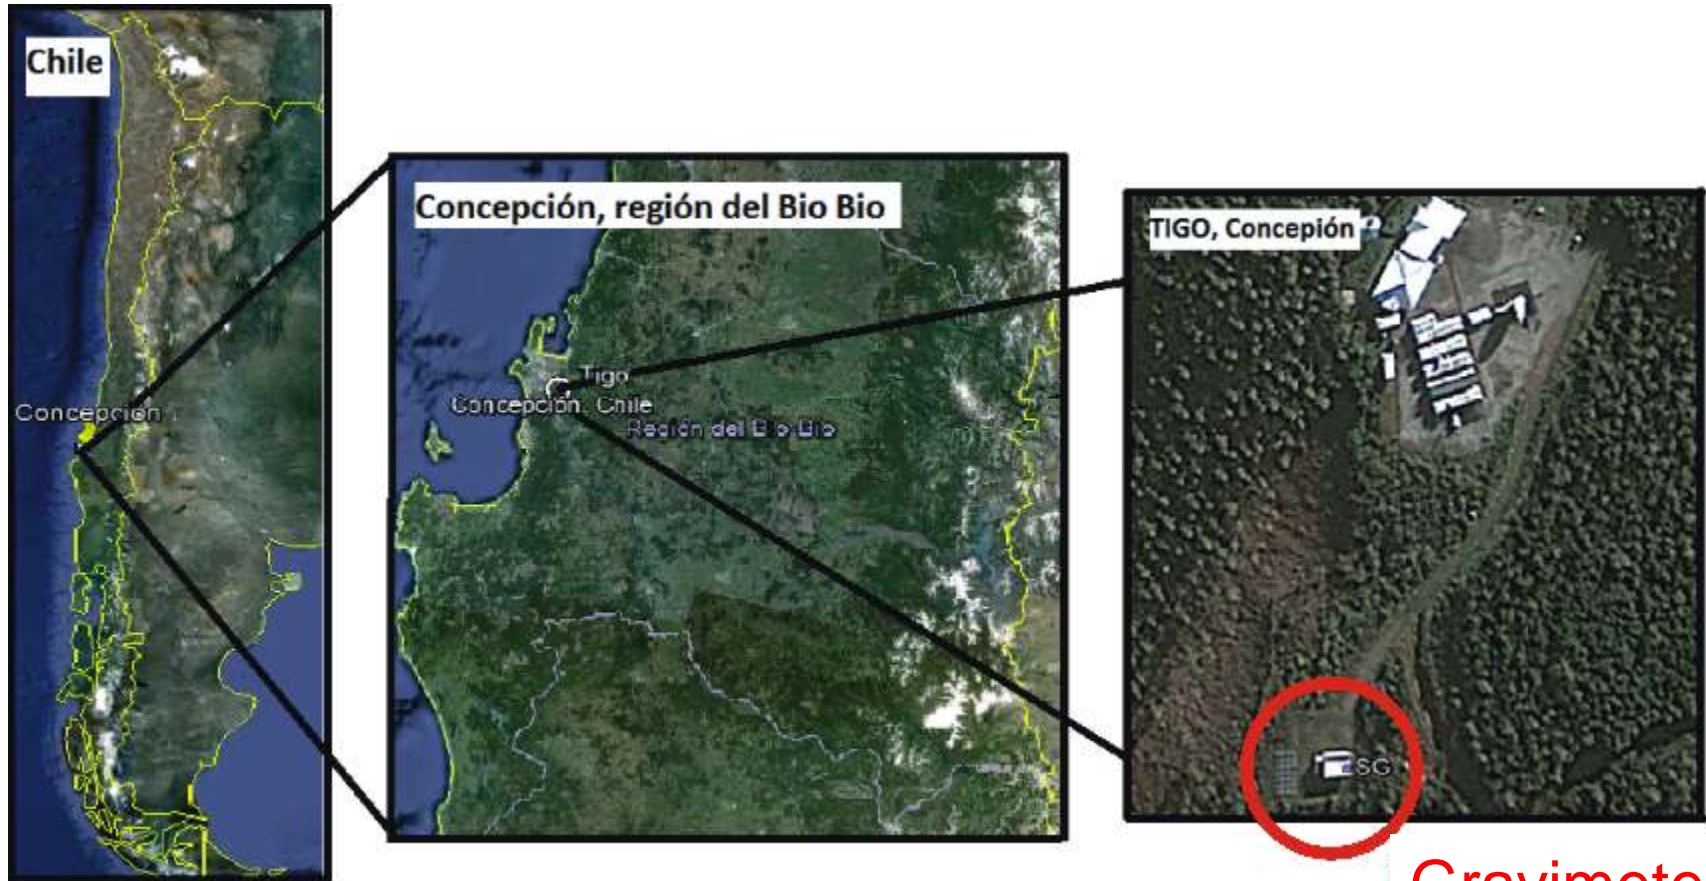 Chile
Concepción
Concepción, región del Bio Bio
Tigo
Concepción, Chile
Región del Bio Bio
TIGO, Concepión
SG